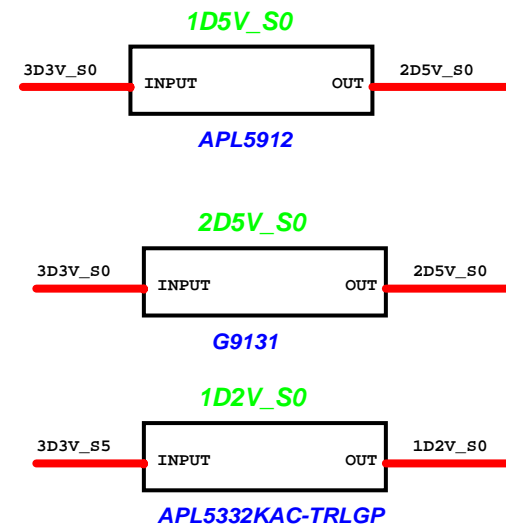 1D5V_S0
3D3V_S0 INPUT OUT 2D5V_S0
APL5912
2D5V_S0
3D3V_S0 INPUT OUT 2D5V_S0
G9131
1D2V_S0
3D3V_S5 INPUT OUT 1D2V_S0
APL5332KAC-TRLGP